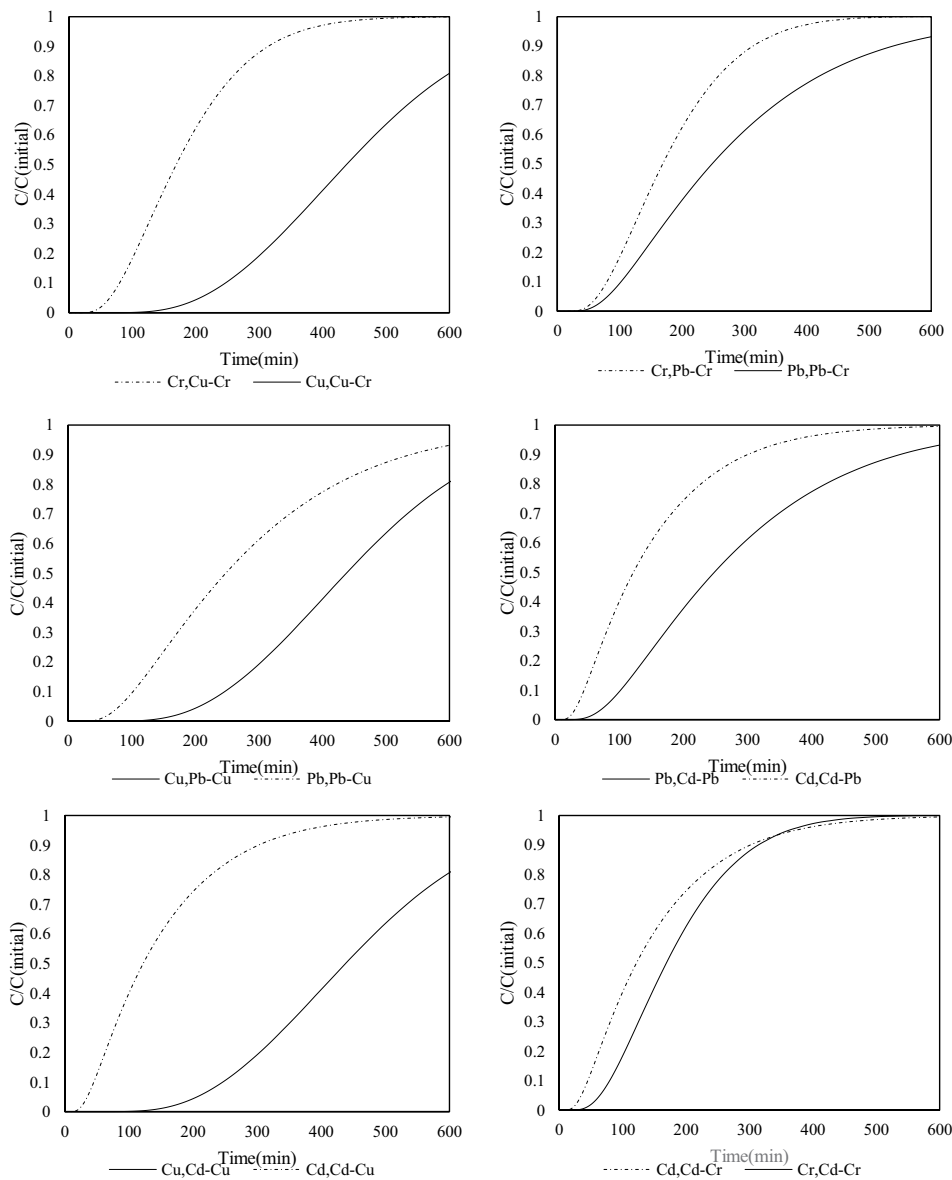 1
0.9
0.8
0.7
0.6
0.5
0.4
0.3
0.2
0.1
0
C/C(initial)
0 100 200 300 400 500 600
Time(min)
Cr,Cu-Cr Cu,Cu-Cr
1
0.9
0.8
0.7
0.6
0.5
0.4
0.3
0.2
0.1
0
C/C(initial)
0 100 200 300 400 500 600
Time(min)
Cr,Pb-Cr Pb,Pb-Cr
1
0.9
0.8
0.7
0.6
0.5
0.4
0.3
0.2
0.1
0
C/C(initial)
0 100 200 300 400 500 600
Time(min)
Cu,Pb-Cu Pb,Pb-Cu
1
0.9
0.8
0.7
0.6
0.5
0.4
0.3
0.2
0.1
0
C/C(initial)
0 100 200 300 400 500 600
Time(min)
Pb,Cd-Pb Cd,Cd-Pb
1
0.9
0.8
0.7
0.6
0.5
0.4
0.3
0.2
0.1
0
C/C(initial)
0 100 200 300 400 500 600
Time(min)
Cu,Cd-Cu Cd,Cd-Cu
1
0.9
0.8
0.7
0.6
0.5
0.4
0.3
0.2
0.1
0
C/C(initial)
0 100 200 300 400 500 600
Time(min)
Cd,Cd-Cr Cr,Cd-Cr